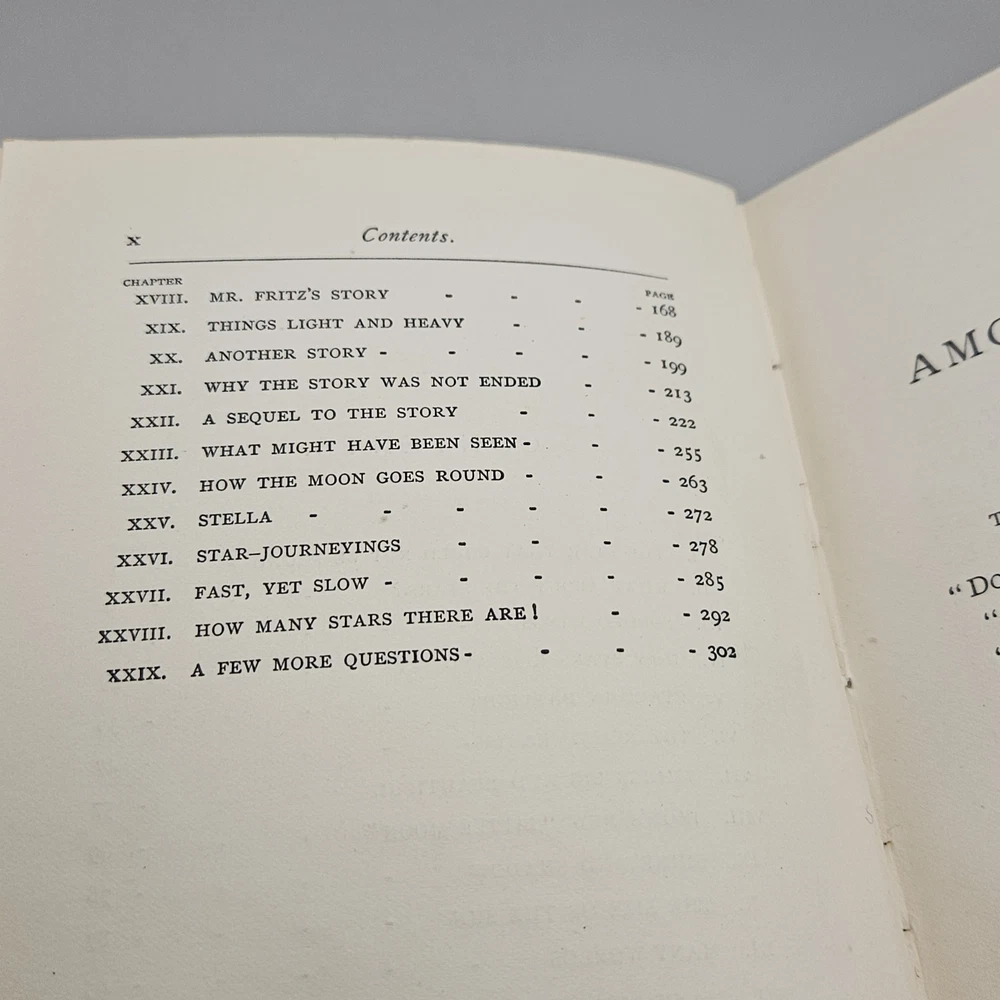 x Contents.
CHAPTER PAGE
XVIII. MR. FRITZ'S STORY - - - - 168
XIX. THINGS LIGHT AND HEAVY - - - 189
XX. ANOTHER STORY - - - - - 199
XXI. WHY THE STORY WAS NOT ENDED - - 213
XXII. A SEQUEL TO THE STORY - - - 222
XXIII. WHAT MIGHT HAVE BEEN SEEN - - - 255
XXIV. HOW THE MOON GOES ROUND - - - 263
XXV. STELLA - - - - - - 272
XXVI. STAR–JOURNEYINGS - - - - 278
XXVII. FAST, YET SLOW - - - - - 285
XXVIII. HOW MANY STARS THERE ARE! - - 292
XXIX. A FEW MORE QUESTIONS - - - - 302
AMO
"Do